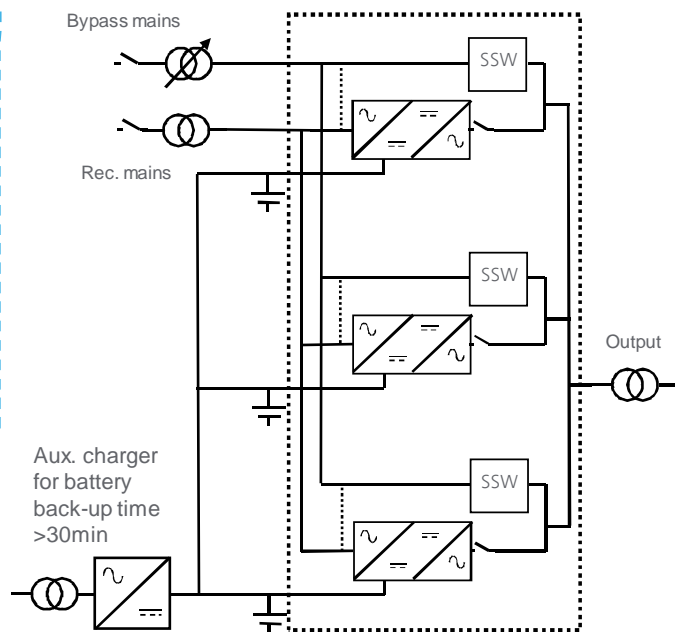 Bypass mains
SSW
Rec. mains
SSW
Output
SSW
Aux. charger
for battery
back-up time
>30min